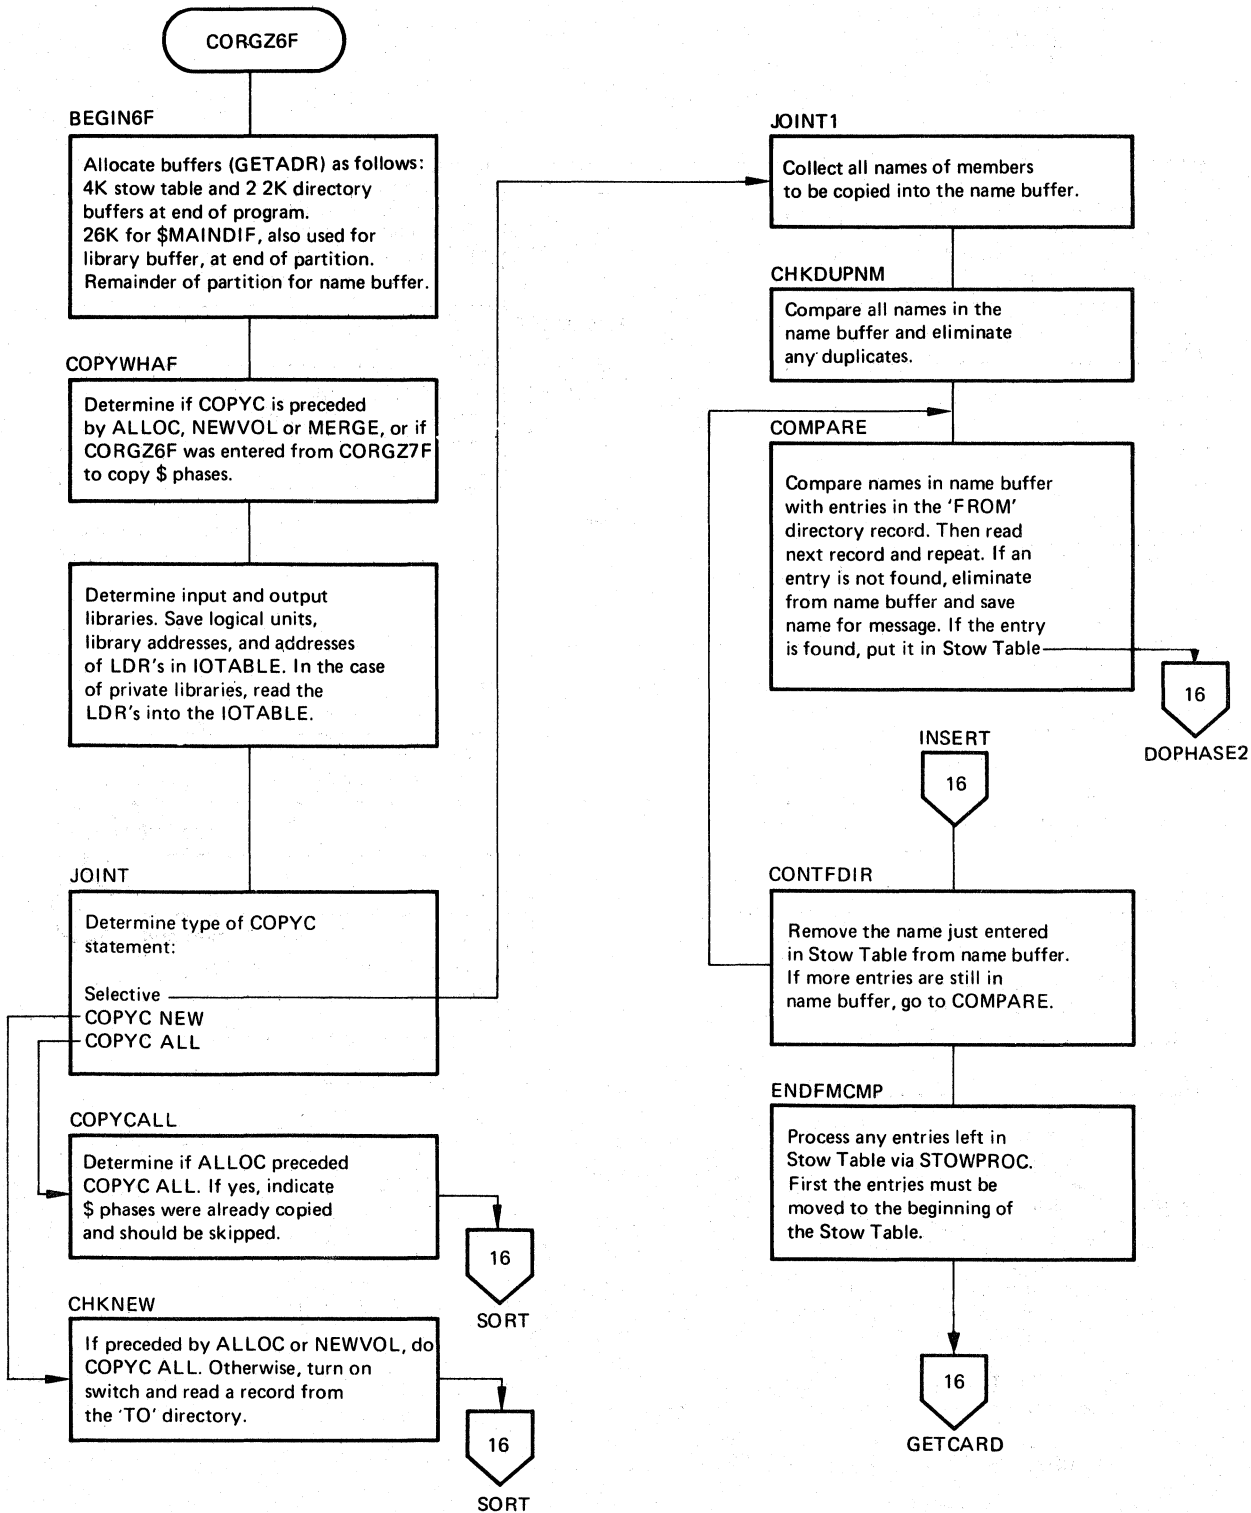 CORGZ6F
BEGIN6F
Allocate buffers (GETADR) as follows:
4K stow table and 2 2K directory
buffers at end of program.
26K for $MAINDIF, also used for
library buffer, at end of partition.
Remainder of partition for name buffer.
COPYWHAF
Determine if COPYC is preceded
by ALLOC, NEWVOL or MERGE, or if
CORGZ6F was entered from CORGZ7F
to copy $ phases.
Determine input and output
libraries. Save logical units,
library addresses, and addresses
of LDR's in IOTABLE. In the case
of private libraries, read the
LDR's into the IOTABLE.
JOINT
Determine type of COPYC
statement:
Selective
COPYC NEW
COPYC ALL
COPYCALL
Determine if ALLOC preceded
COPYC ALL. If yes, indicate
$ phases were already copied
and should be skipped.
16
SORT
CHKNEW
If preceded by ALLOC or NEWVOL, do
COPYC ALL. Otherwise, turn on
switch and read a record from
the 'TO' directory.
16
SORT
JOINT1
Collect all names of members
to be copied into the name buffer.
CHKDUPNM
Compare all names in the
name buffer and eliminate
any duplicates.
COMPARE
Compare names in name buffer
with entries in the 'FROM'
directory record. Then read
next record and repeat. If an
entry is not found, eliminate
from name buffer and save
name for message. If the entry
is found, put it in Stow Table
16
DOPHASE2
INSERT
16
CONTFDIR
Remove the name just entered
in Stow Table from name buffer.
If more entries are still in
name buffer, go to COMPARE.
ENDFMCMP
Process any entries left in
Stow Table via STOWPROC.
First the entries must be
moved to the beginning of
the Stow Table.
16
GETCARD